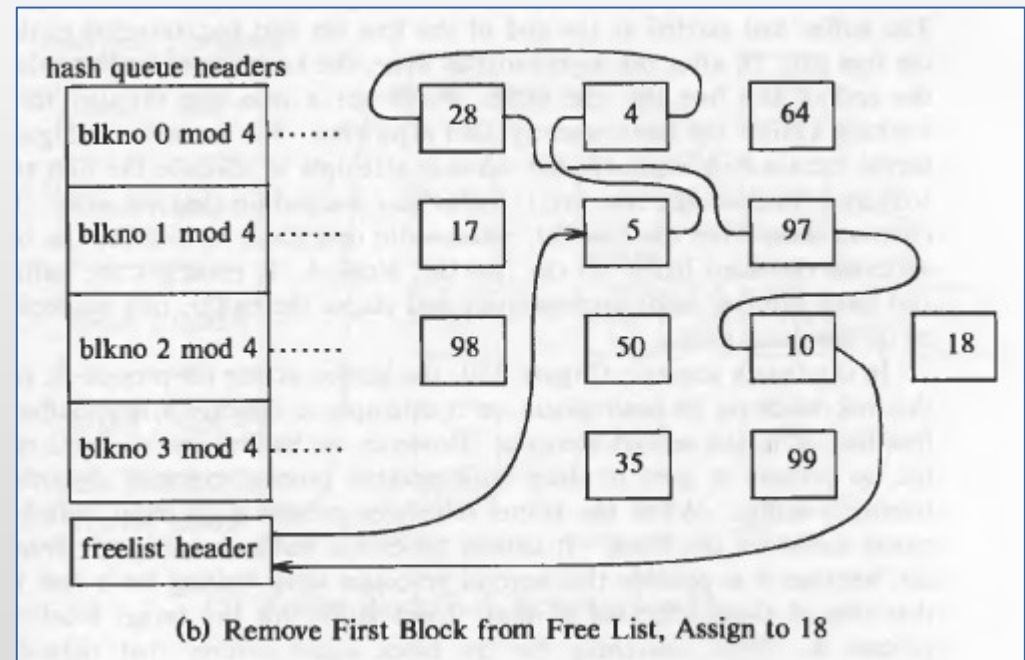 hash queue headers
blkno 0 mod 4 ........
28 4 64
blkno 1 mod 4 ........
17 5 97
blkno 2 mod 4 ........
98 50 10 18
blkno 3 mod 4 ........
35 99
freelist header
(b) Remove First Block from Free List, Assign to 18